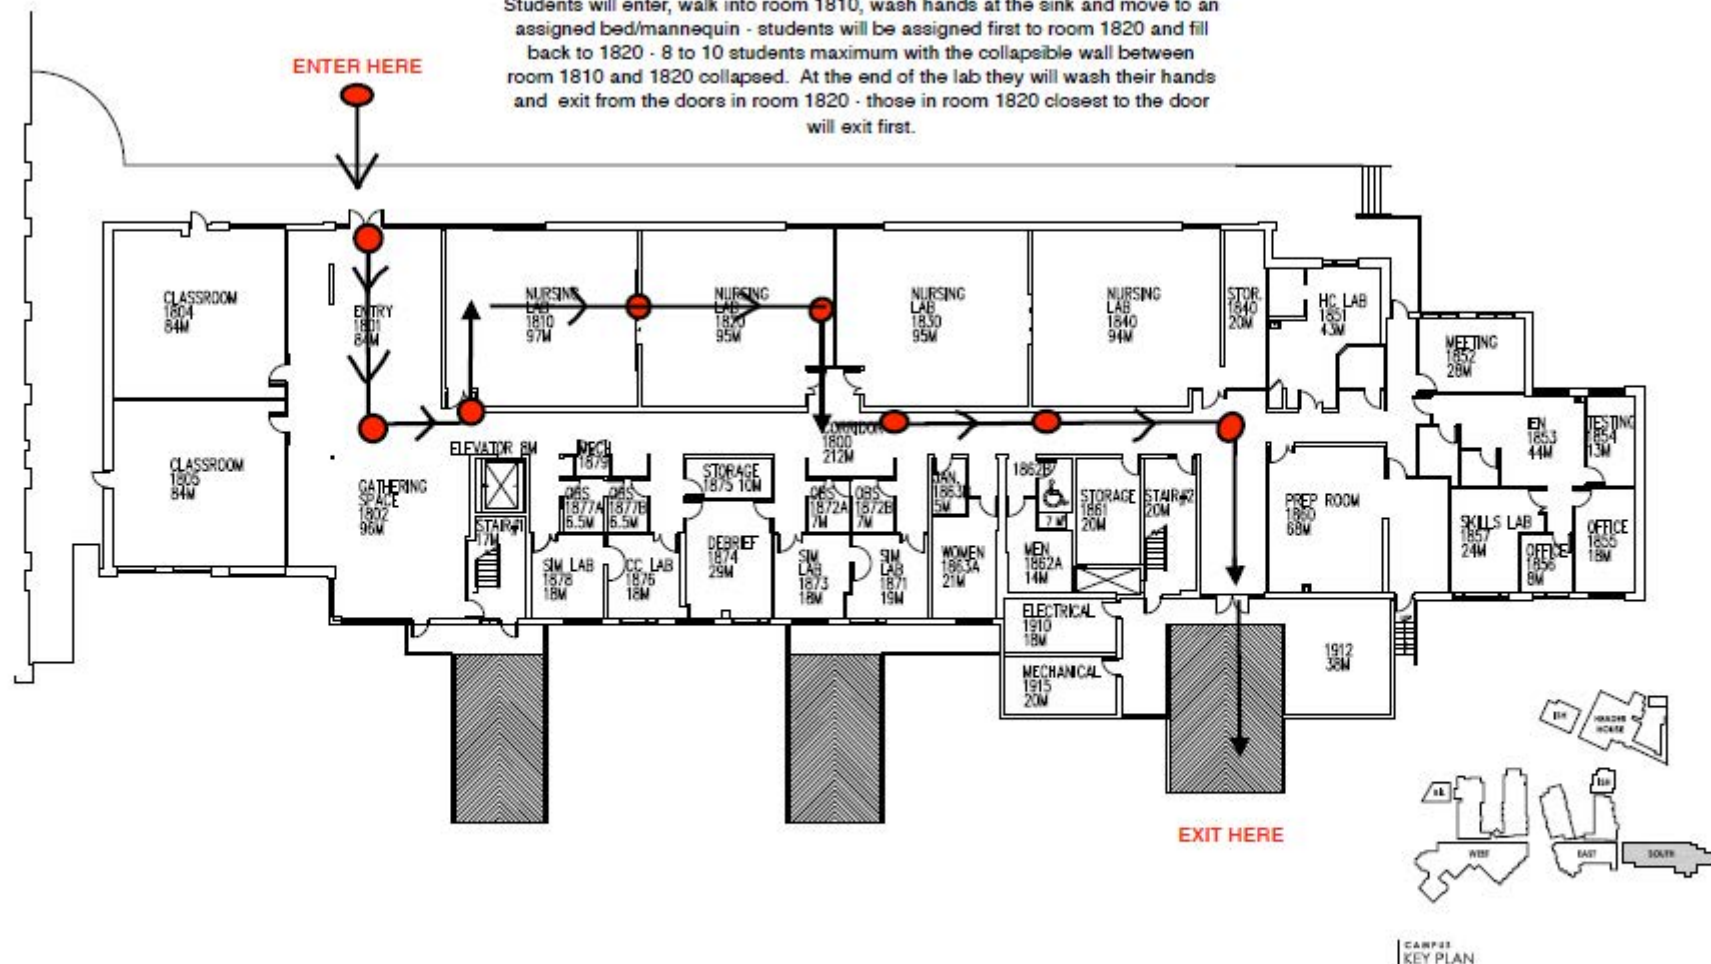 Students will enter, walk into room 1810, wash hands at the sink and move to an
assigned bed/mannequin - students will be assigned first to room 1820 and fill
back to 1820 - 8 to 10 students maximum with the collapsible wall between
room 1810 and 1820 collapsed. At the end of the lab they will wash their hands
and exit from the doors in room 1820 - those in room 1820 closest to the door
will exit first.
ENTER HERE
CLASSROOM
1804
84M
ENTRY
1801
84M
NURSING
LAB
1810
97M
NURSING
LAB
1820
95M
NURSING
LAB
1830
95M
NURSING
LAB
1840
94M
STOR.
1840
20M
HC LAB
1851
43M
MEETING
1852
28M
IEN
1853
44M
TESTING
1854
13M
CLASSROOM
1805
84M
GATHERING
SPACE
1802
96M
ELEVATOR 8M
STAIR#1
17M
MECH
1879
OBS
1877A
6.5M
OBS
1877B
6.5M
STORAGE
1875 10M
CORRIDOR
1800
212M
OBS
1872A
7M
OBS
1872B
7M
JAN.
5M
1862B
7 M
STORAGE
1861
20M
STAIR#2
20M
PREP ROOM
1860
68M
SKILLS LAB
1857
24M
OFFICE
1856
8M
OFFICE
1855
18M
SIM LAB
1878
18M
CC LAB
1876
18M
DEBRIEF
1874
29M
SIM
LAB
1873
18M
SIM
LAB
1871
19M
WOMEN
1863A
21M
MEN
1862A
14M
ELECTRICAL
1910
18M
MECHANICAL
1915
20M
1912
38M
EXIT HERE
HOUSE
WEST
EAST
SOUTH
CAMPUS
KEY PLAN